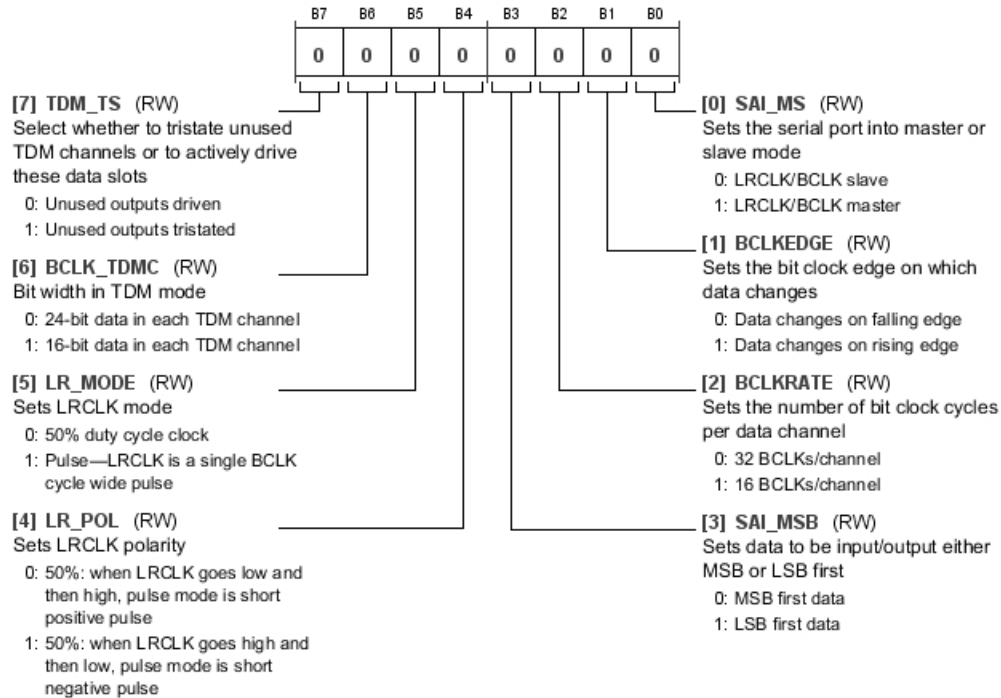 B7 B6 B5 B4 B3 B2 B1 B0
0 0 0 0 0 0 0 0
[7] TDM_TS (RW)
Select whether to tristate unused
TDM channels or to actively drive
these data slots
0: Unused outputs driven
1: Unused outputs tristated
[6] BCLK_TDMC (RW)
Bit width in TDM mode
0: 24-bit data in each TDM channel
1: 16-bit data in each TDM channel
[5] LR_MODE (RW)
Sets LRCLK mode
0: 50% duty cycle clock
1: Pulse—LRCLK is a single BCLK
cycle wide pulse
[4] LR_POL (RW)
Sets LRCLK polarity
0: 50%: when LRCLK goes low and
then high, pulse mode is short
positive pulse
1: 50%: when LRCLK goes high and
then low, pulse mode is short
negative pulse
[0] SAI_MS (RW)
Sets the serial port into master or
slave mode
0: LRCLK/BCLK slave
1: LRCLK/BCLK master
[1] BCLKEDGE (RW)
Sets the bit clock edge on which
data changes
0: Data changes on falling edge
1: Data changes on rising edge
[2] BCLKRATE (RW)
Sets the number of bit clock cycles
per data channel
0: 32 BCLKs/channel
1: 16 BCLKs/channel
[3] SAI_MSB (RW)
Sets data to be input/output either
MSB or LSB first
0: MSB first data
1: LSB first data